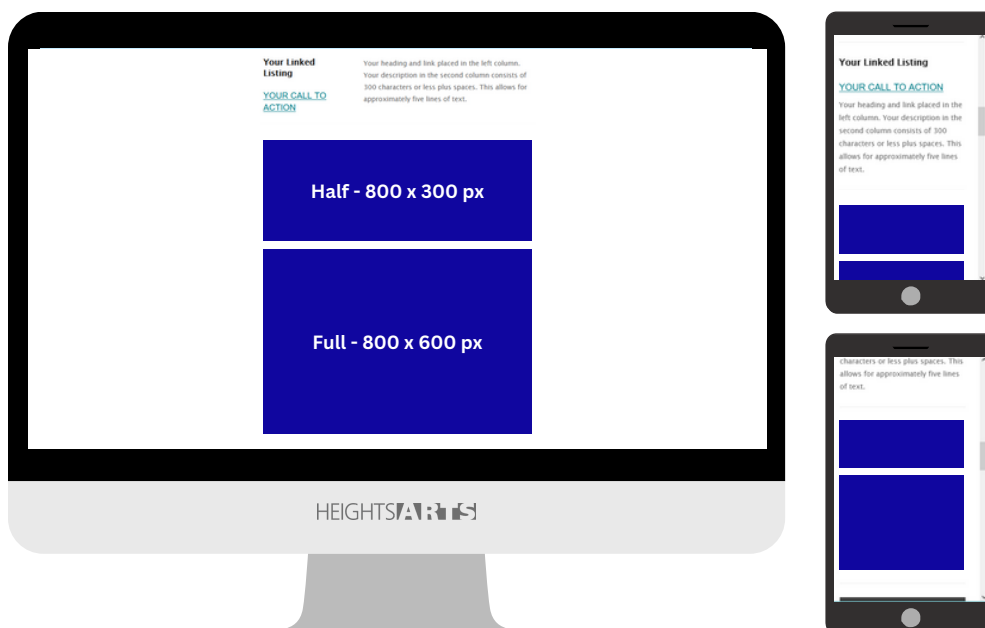 Your Linked
Listing
YOUR CALL TO
ACTION
Your heading and link placed in the left column.
Your description in the second column consists of
300 characters or less plus spaces. This allows for
approximately five lines of text.
Half - 800 x 300 px
Full - 800 x 600 px
HEIGHTSARTS
Your Linked Listing
YOUR CALL TO ACTION
Your heading and link placed in the
left column. Your description in the
second column consists of 300
characters or less plus spaces. This
allows for approximately five lines
of text.
characters or less plus spaces. This
allows for approximately five lines
of text.